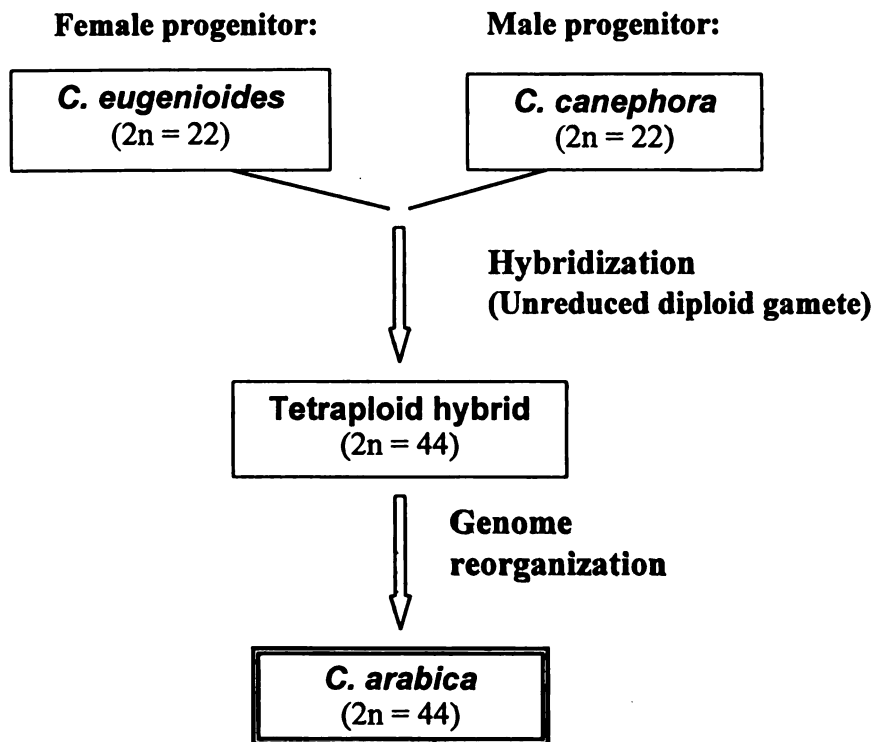 Female progenitor:
Male progenitor:
C. eugenioides
(2n = 22)
C. canephora
(2n = 22)
Hybridization
(Unreduced diploid gamete)
Tetraploid hybrid
(2n = 44)
Genome
reorganization
C. arabica
(2n = 44)